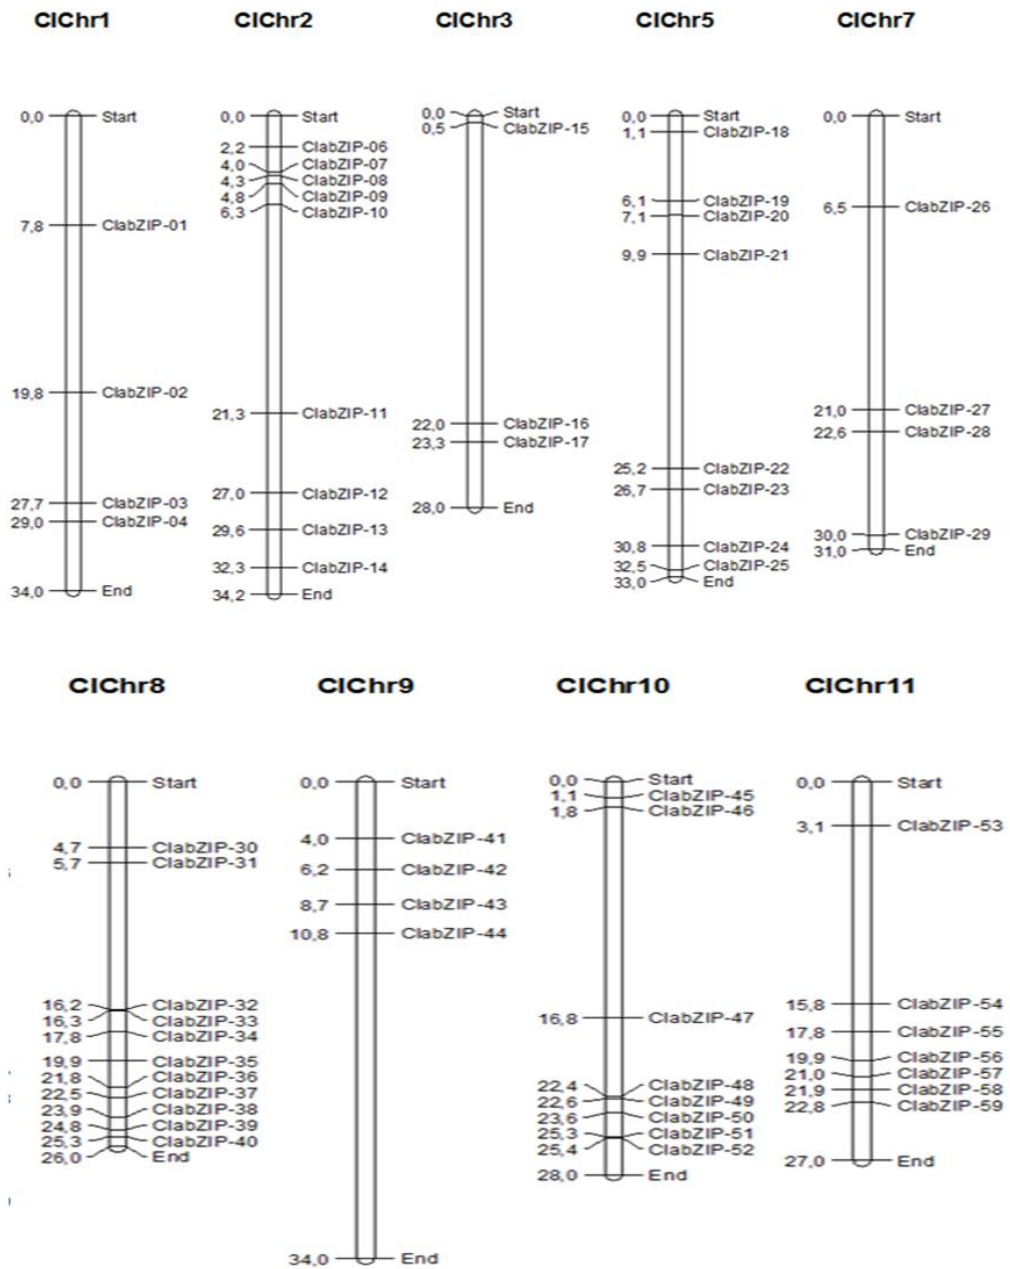 ClChr1 ClChr2 ClChr3 ClChr5 ClChr7
0,0 Start
7,8 ClabZIP-01
19,8 ClabZIP-02
27,7 ClabZIP-03
29,0 ClabZIP-04
34,0 End
0,0 Start
2,2 ClabZIP-06
4,0 ClabZIP-07
4,3 ClabZIP-08
4,8 ClabZIP-09
6,3 ClabZIP-10
21,3 ClabZIP-11
27,0 ClabZIP-12
29,6 ClabZIP-13
32,3 ClabZIP-14
34,2 End
0,0 Start
0,5 ClabZIP-15
22,0 ClabZIP-16
23,3 ClabZIP-17
28,0 End
0,0 Start
1,1 ClabZIP-18
6,1 ClabZIP-19
7,1 ClabZIP-20
9,9 ClabZIP-21
25,2 ClabZIP-22
26,7 ClabZIP-23
30,8 ClabZIP-24
32,5 ClabZIP-25
33,0 End
0,0 Start
6,5 ClabZIP-26
21,0 ClabZIP-27
22,6 ClabZIP-28
30,0 ClabZIP-29
31,0 End
ClChr8 ClChr9 ClChr10 ClChr11
0,0 Start
4,7 ClabZIP-30
5,7 ClabZIP-31
16,2 ClabZIP-32
16,3 ClabZIP-33
17,8 ClabZIP-34
19,9 ClabZIP-35
21,8 ClabZIP-36
22,5 ClabZIP-37
23,9 ClabZIP-38
24,8 ClabZIP-39
25,3 ClabZIP-40
26,0 End
0,0 Start
4,0 ClabZIP-41
6,2 ClabZIP-42
8,7 ClabZIP-43
10,8 ClabZIP-44
34,0 End
0,0 Start
1,1 ClabZIP-45
1,8 ClabZIP-46
16,8 ClabZIP-47
22,4 ClabZIP-48
22,6 ClabZIP-49
23,6 ClabZIP-50
25,3 ClabZIP-51
25,4 ClabZIP-52
28,0 End
0,0 Start
3,1 ClabZIP-53
15,8 ClabZIP-54
17,8 ClabZIP-55
19,9 ClabZIP-56
21,0 ClabZIP-57
21,9 ClabZIP-58
22,8 ClabZIP-59
27,0 End